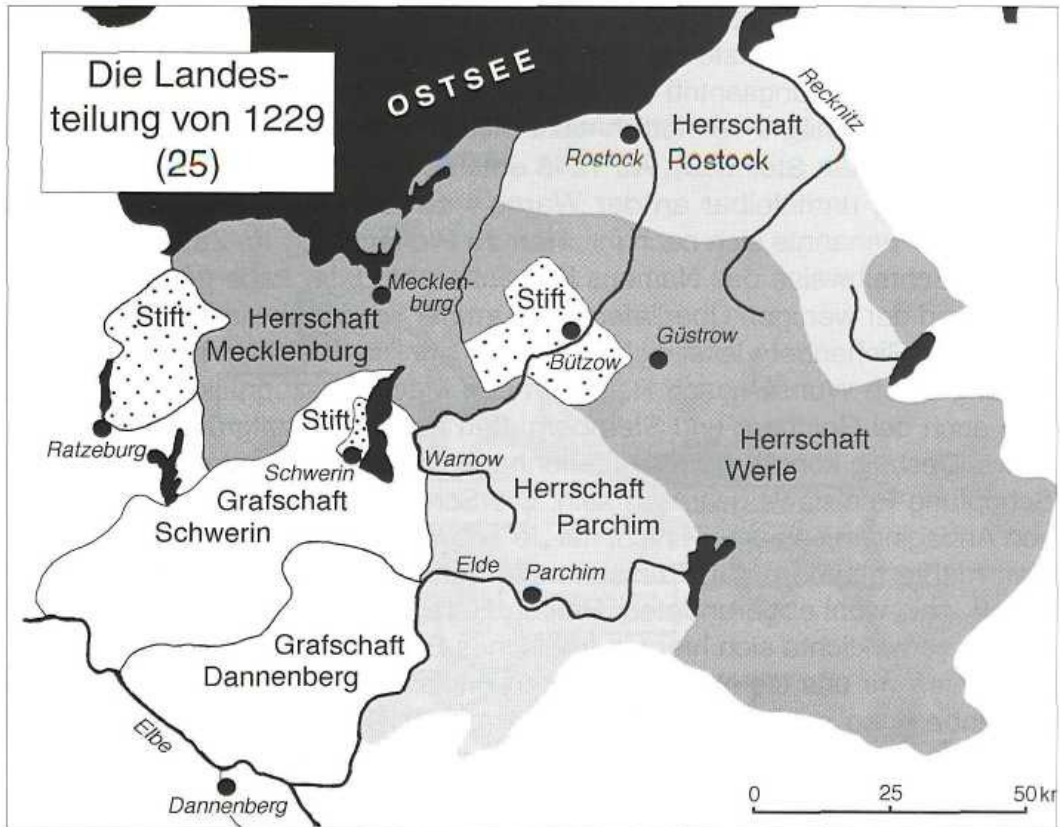 Die Landes-
teilung von 1229
(25)
OSTSEE
Recknitz
Herrschaft
Rostock
Rostock
Mecklen-
burg
Stift
Herrschaft
Mecklenburg
Stift
Bützow
Güstrow
Stift
Ratzeburg
Schwerin
Warnow
Herrschaft
Werle
Grafschaft
Schwerin
Herrschaft
Parchim
Elde
Parchim
Grafschaft
Dannenberg
Elbe
Dannenberg
0 25 50 kr